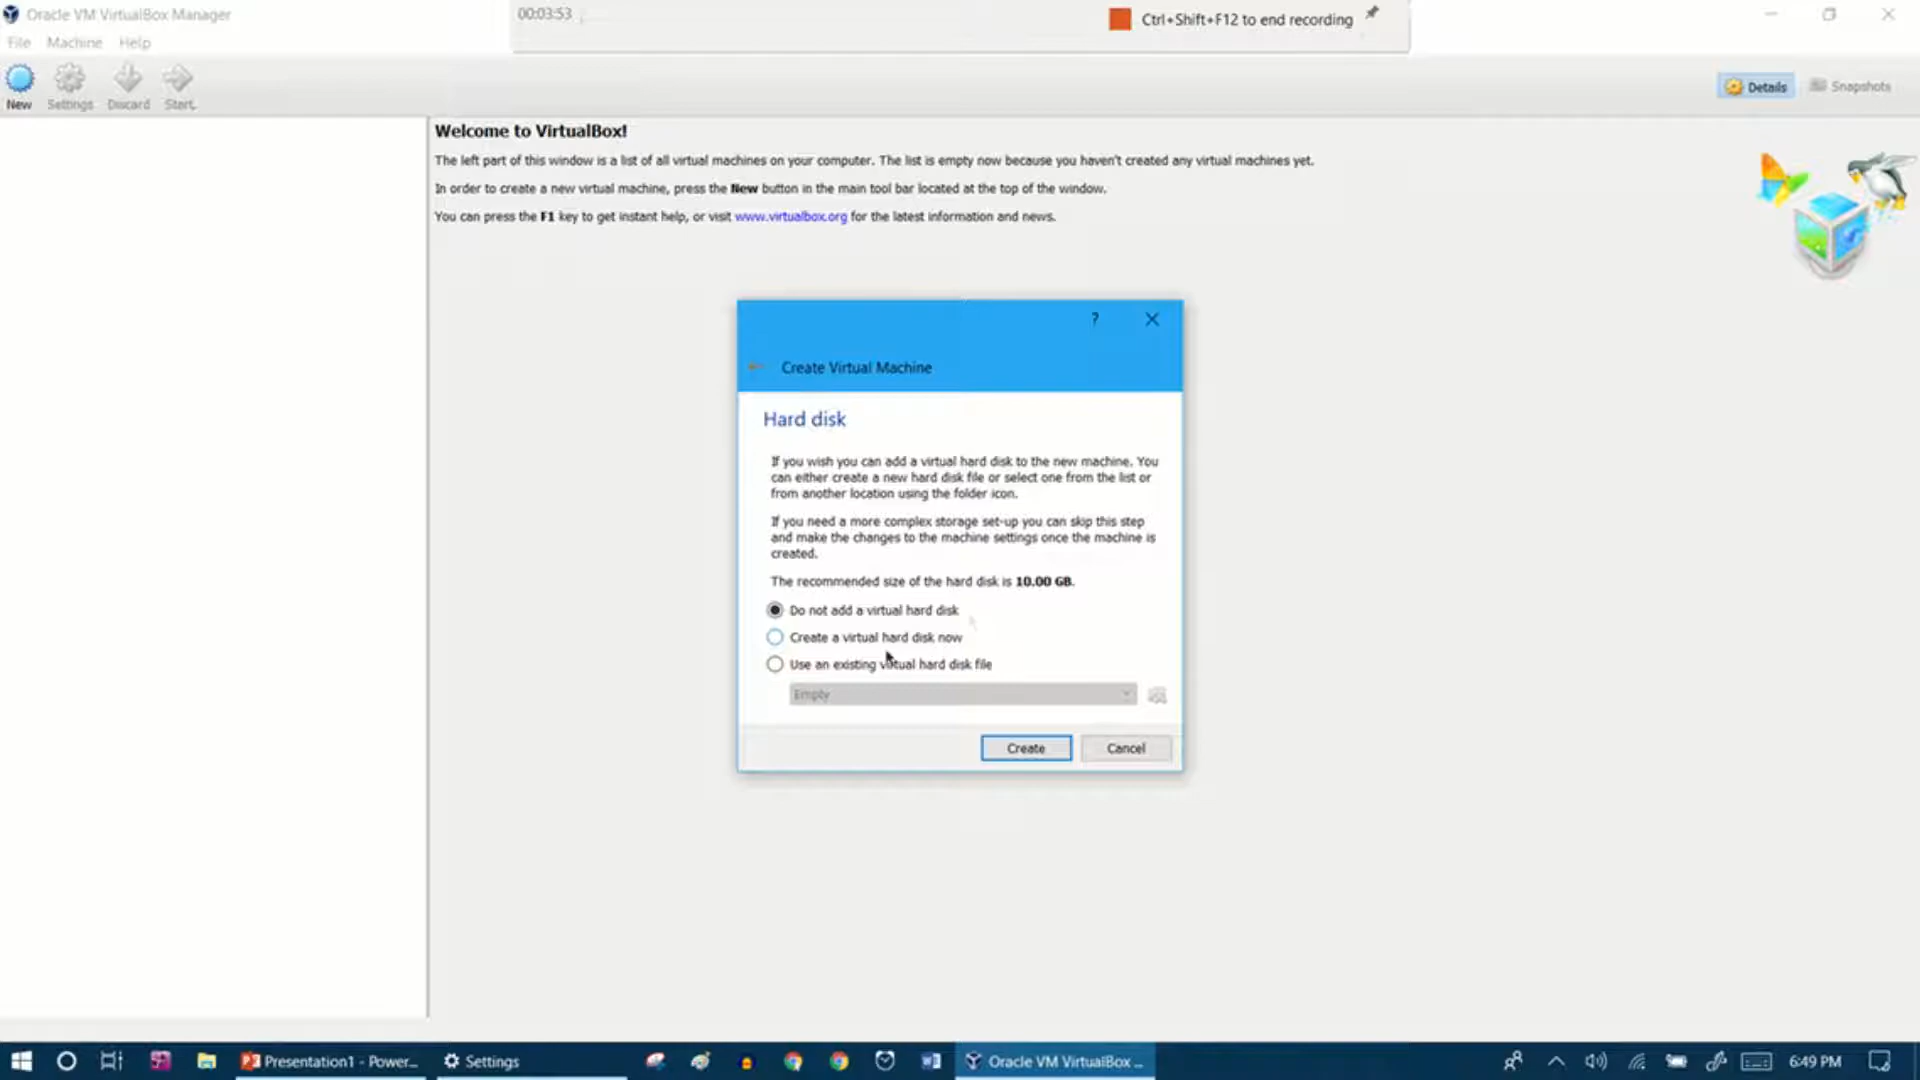 Oracle VM VirtualBox Manager
00:03:53
Ctrl+Shift+F12 to end recording
File Machine Help
New Settings Discard Start
Details Snapshots
Welcome to VirtualBox!
The left part of this window is a list of all virtual machines on your computer. The list is empty now because you haven't created any virtual machines yet.
In order to create a new virtual machine, press the New button in the main tool bar located at the top of the window.
You can press the F1 key to get instant help, or visit www.virtualbox.org for the latest information and news.
?
Create Virtual Machine
Hard disk
If you wish you can add a virtual hard disk to the new machine. You
can either create a new hard disk file or select one from the list or
from another location using the folder icon.
If you need a more complex storage set-up you can skip this step
and make the changes to the machine settings once the machine is
created.
The recommended size of the hard disk is 10.00 GB.
Do not add a virtual hard disk
Create a virtual hard disk now
Use an existing virtual hard disk file
Empty
Create Cancel
Presentation1 - Power... Settings Oracle VM VirtualBox ... 6:49 PM